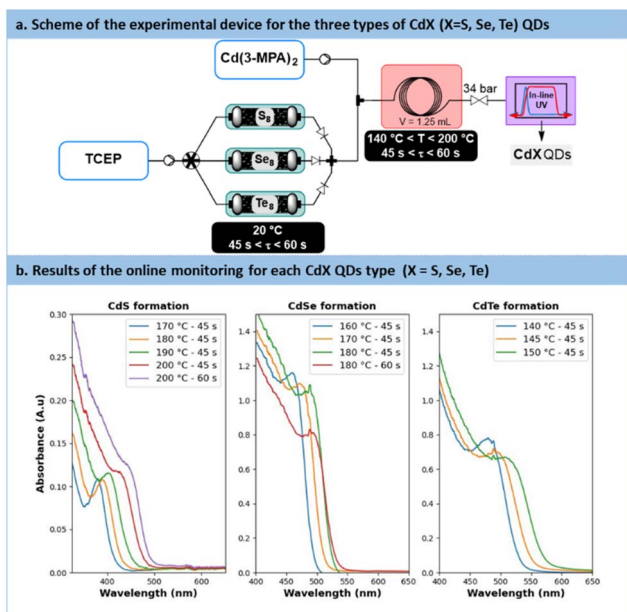 a. Scheme of the experimental device for the three types of CdX (X=S, Se, Te) QDs
Cd(3-MPA)₂
TCEP
S₈
Se₈
Te₈
20 °C
45 s < τ < 60 s
V = 1.25 mL
140 °C < T < 200 °C
45 s < τ < 60 s
34 bar
In-line
UV
CdX QDs
b. Results of the online monitoring for each CdX QDs type (X = S, Se, Te)
CdS formation
0.30
0.25
0.20
0.15
0.10
0.05
0.00
Absorbance (A.u)
170 °C - 45 s
180 °C - 45 s
190 °C - 45 s
200 °C - 45 s
200 °C - 60 s
400
500
600
Wavelength (nm)
CdSe formation
1.4
1.2
1.0
0.8
0.6
0.4
0.2
0.0
160 °C - 45 s
170 °C - 45 s
180 °C - 45 s
180 °C - 60 s
400
450
500
550
600
650
Wavelength (nm)
CdTe formation
1.4
1.2
1.0
0.8
0.6
0.4
0.2
0.0
140 °C - 45 s
145 °C - 45 s
150 °C - 45 s
400
450
500
550
600
650
Wavelength (nm)